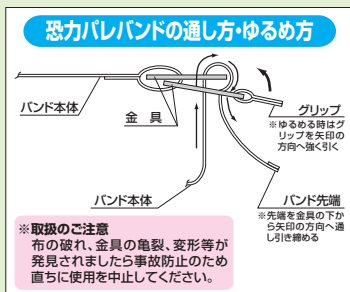 恐力パレバンドの通し方・ゆるめ方
バンド本体
金具
グリップ
※ゆるめる時はグ
リップを矢印の
方向へ強く引く
バンド本体
バンド先端
※先端を金具の下か
ら矢印の方向へ通
し引き締める
※取扱のご注意
布の破れ、金具の亀裂、変形等が
発見されましたら事故防止のため
直ちに使用を中止してください。